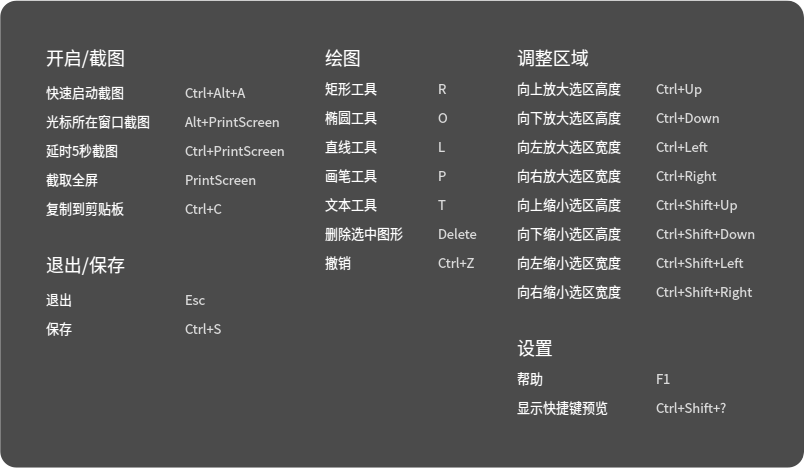 开启/截图
快速启动截图 Ctrl+Alt+A
光标所在窗口截图 Alt+PrintScreen
延时5秒截图 Ctrl+PrintScreen
截取全屏 PrintScreen
复制到剪贴板 Ctrl+C
退出/保存
退出 Esc
保存 Ctrl+S
绘图
矩形工具 R
椭圆工具 O
直线工具 L
画笔工具 P
文本工具 T
删除选中图形 Delete
撤销 Ctrl+Z
调整区域
向上放大选区高度 Ctrl+Up
向下放大选区高度 Ctrl+Down
向左放大选区宽度 Ctrl+Left
向右放大选区宽度 Ctrl+Right
向上缩小选区高度 Ctrl+Shift+Up
向下缩小选区高度 Ctrl+Shift+Down
向左缩小选区宽度 Ctrl+Shift+Left
向右缩小选区宽度 Ctrl+Shift+Right
设置
帮助 F1
显示快捷键预览 Ctrl+Shift+?